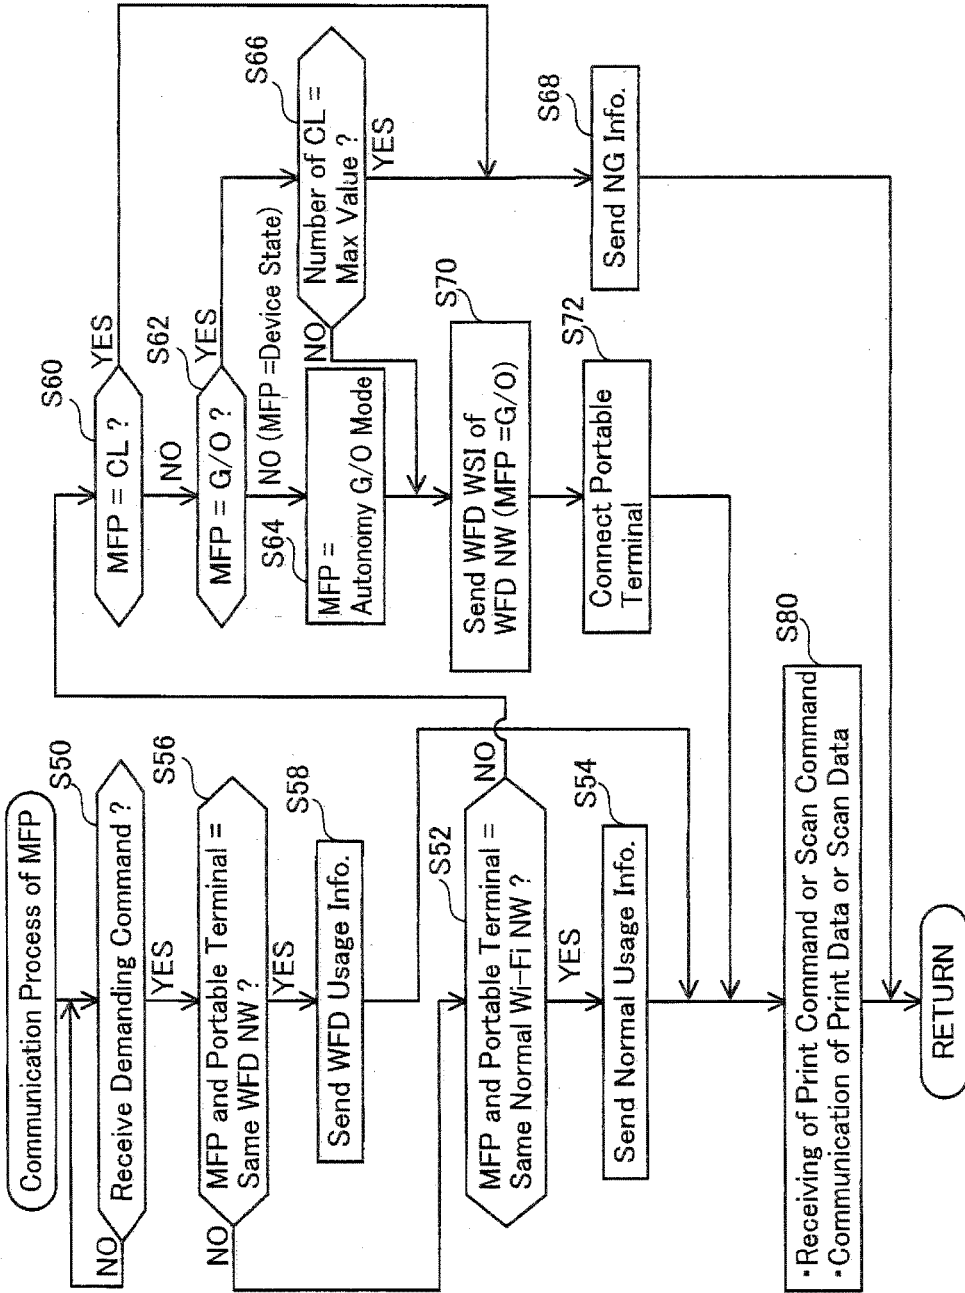 Communication Process of MFP
S50
Receive Demanding Command ?
NO
YES
S56
MFP and Portable Terminal =
Same WFD NW ?
NO
YES
S58
Send WFD Usage Info.
S52
MFP and Portable Terminal =
Same Normal Wi-Fi NW ?
NO
YES
S54
Send Normal Usage Info.
S60
MFP = CL ?
YES
NO
S62
MFP = G/O ?
YES
NO (MFP =Device State)
S64
MFP =
Autonomy G/O Mode
S66
Number of CL =
Max Value ?
NO
YES
S70
Send WFD WSI of
WFD NW (MFP =G/O)
S68
Send NG Info.
S72
Connect Portable
Terminal
S80
•Receiving of Print Command or Scan Command
•Communication of Print Data or Scan Data
RETURN